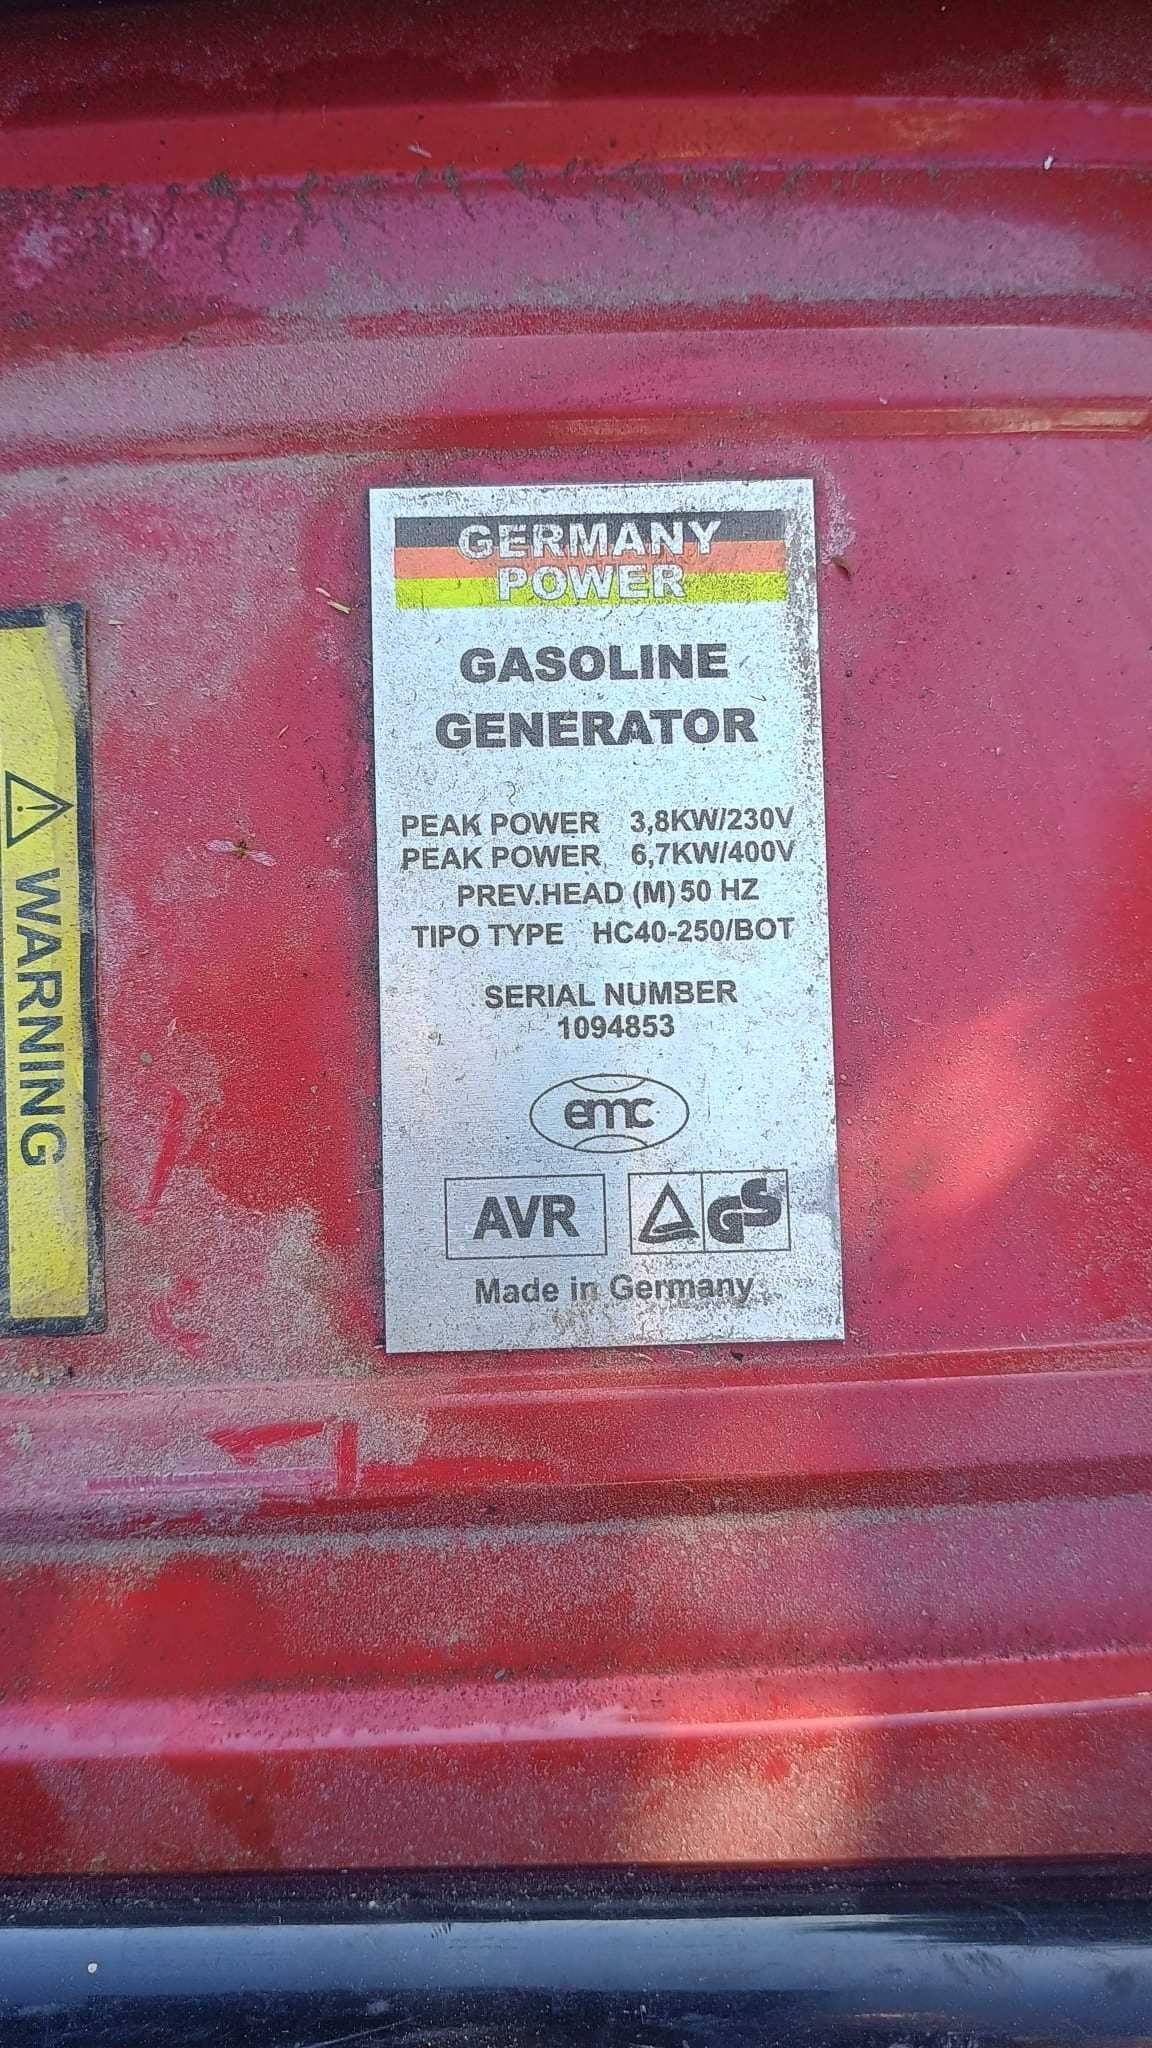 GERMANY
POWER
GASOLINE
GENERATOR
PEAK POWER 3,8KW/230V
PEAK POWER 6,7KW/400V
PREV.HEAD (M) 50 HZ
TIPO TYPE HC40-250/BOT
SERIAL NUMBER
1094853
emc
AVR GS
Made in Germany
WARNING